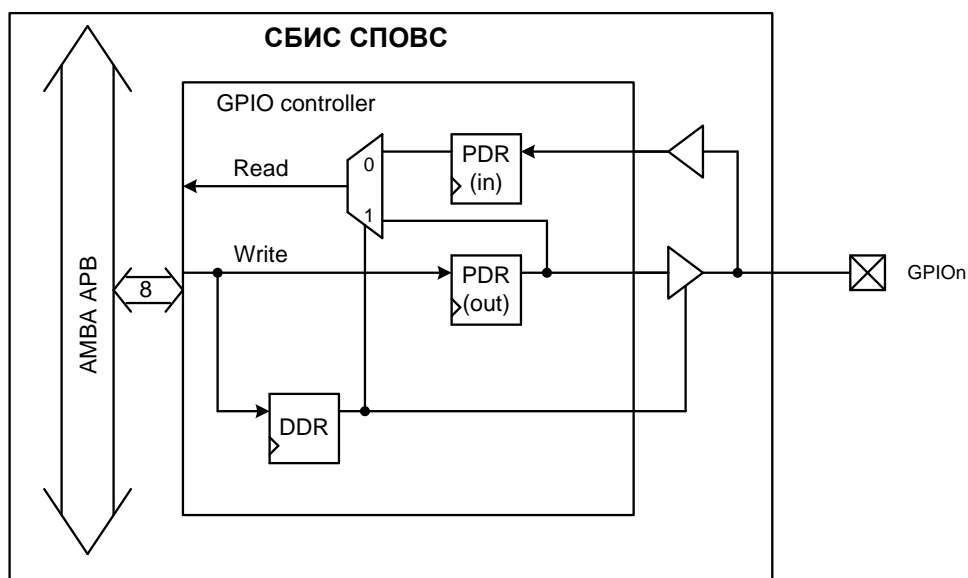 СБИС СПОВС
GPIO controller
0
PDR
(in)
Read
1
Write
PDR
(out)
GPIOn
8
AMBA APB
DDR